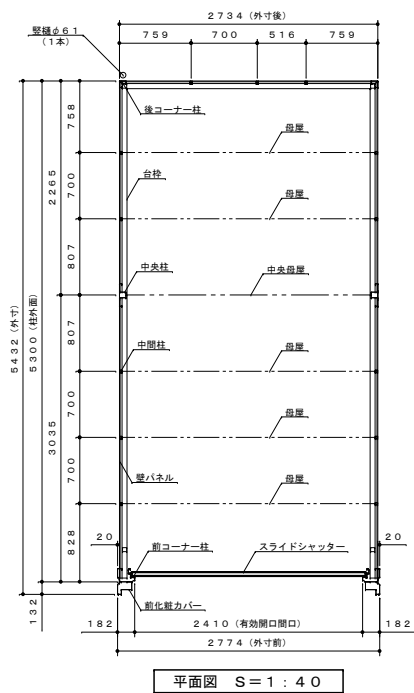 2734（外寸後）
竪樋φ61
（1本）
759
700
516
759
後コーナー柱
758
母屋
2265
台枠
700
母屋
807
中央柱
中央母屋
5432（外寸）
5300（柱外面）
807
中間柱
母屋
3035
700
母屋
700
壁パネル
母屋
828
20
前コーナー柱
スライドシャッター
20
132
前化粧カバー
182
2410（有効開口間口）
182
2774（外寸前）
平面図 S＝1：40